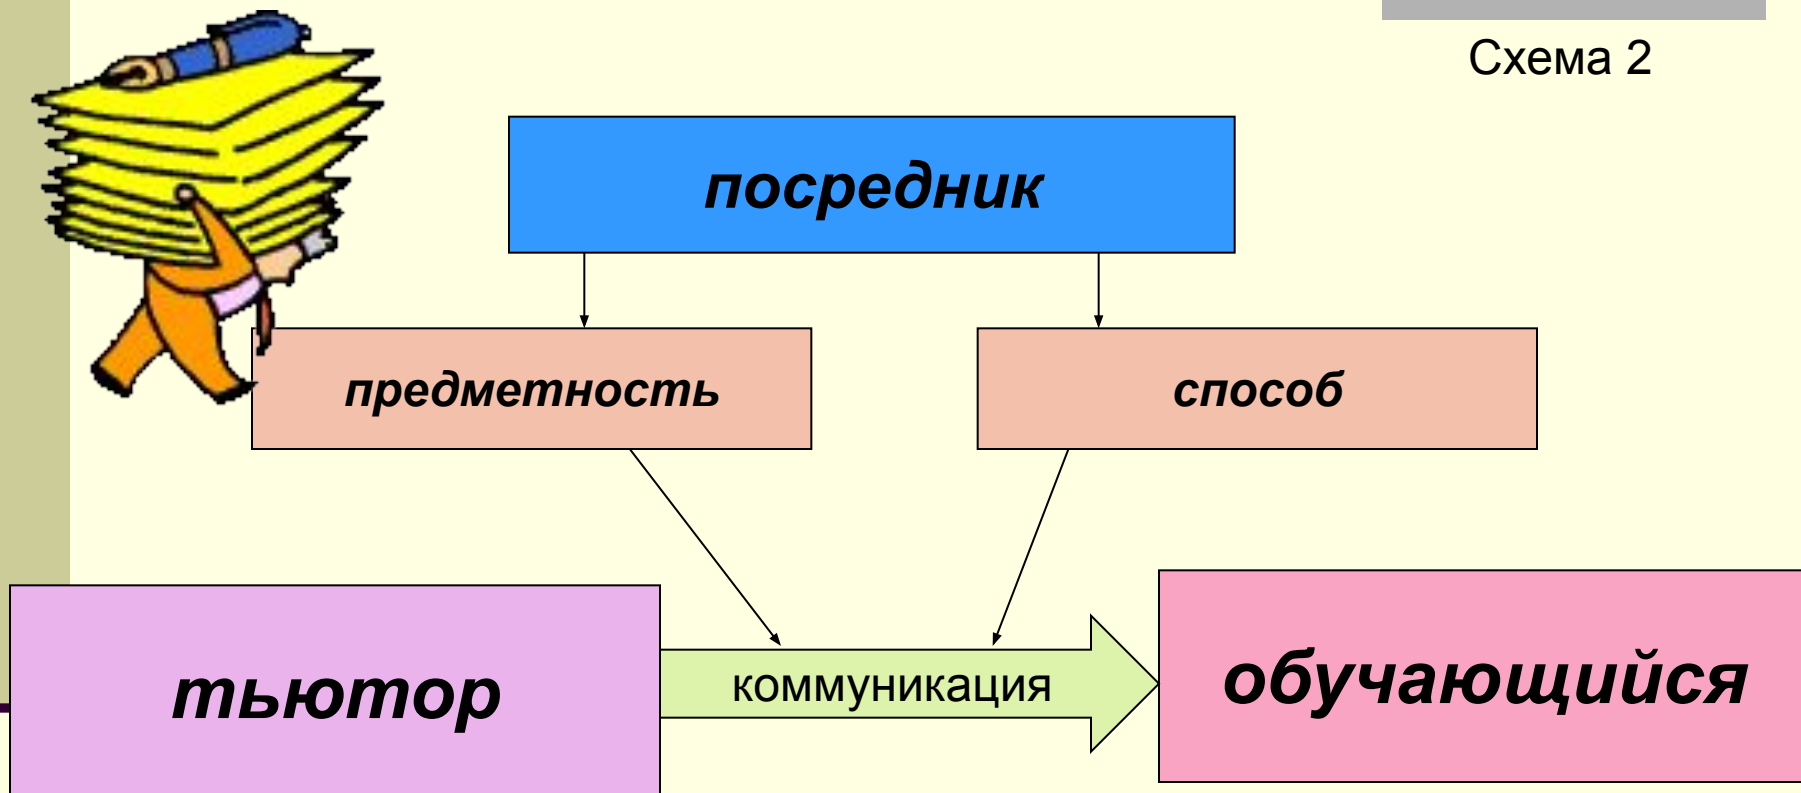 Схема 2
посредник
предметность
способ
тьютор
коммуникация
обучающийся